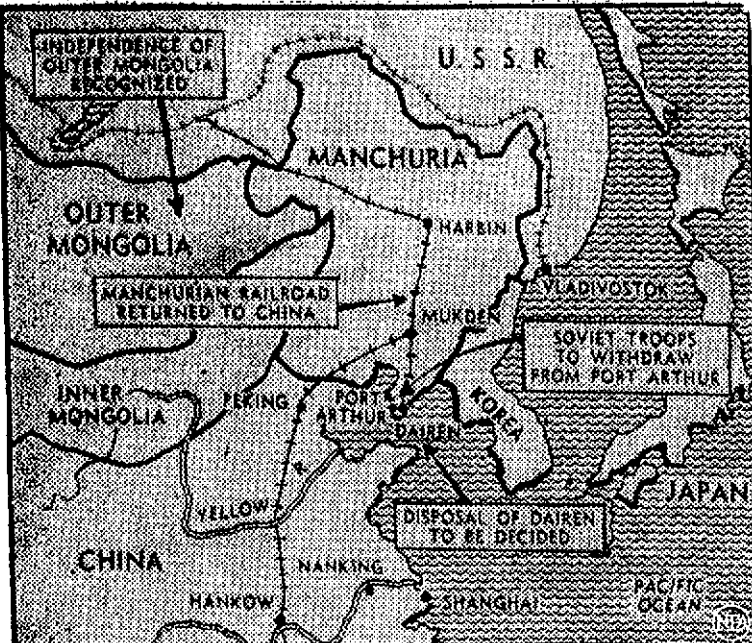 INDEPENDENCE OF
OUTER MONGOLIA
RECOGNIZED
U. S. S. R.
MANCHURIA
OUTER
MONGOLIA
HARBIN
MANCHURIAN RAILROAD
RETURNED TO CHINA
VLADIVOSTOK
MUKDEN
SOVIET TROOPS
TO WITHDRAW
FROM PORT ARTHUR
INNER
MONGOLIA
PEKING
PORT
ARTHUR
DAIREN
KOREA
JAPAN
YELLOW
R.
DISPOSAL OF DAIREN
TO BE DECIDED
CHINA
NANKING
HANKOW
SHANGHAI
PACIFIC
OCEAN